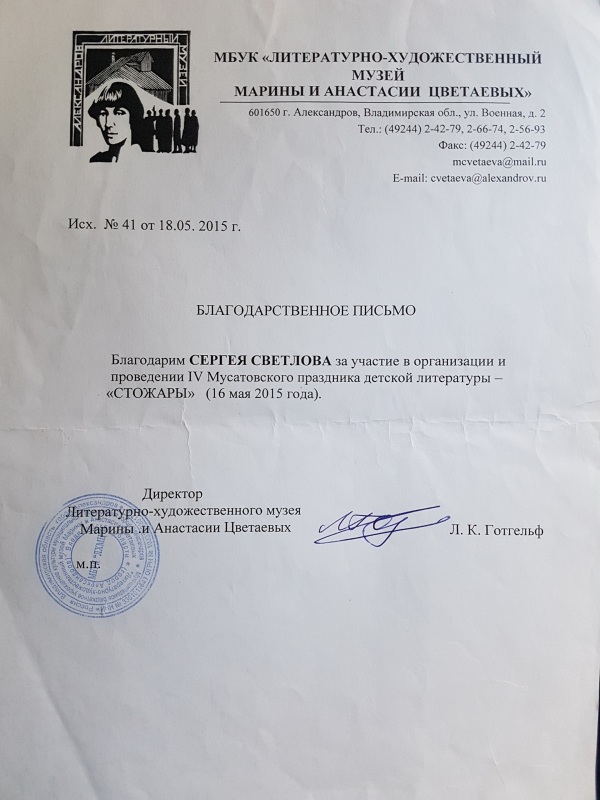 АЛЕКСАНДРОВ
ЛИТЕРАТУРНЫЙ
МУЗЕЙ
МБУК «ЛИТЕРАТУРНО-ХУДОЖЕСТВЕННЫЙ
МУЗЕЙ
МАРИНЫ И АНАСТАСИИ ЦВЕТАЕВЫХ»
601650 г. Александров, Владимирская обл., ул. Военная, д. 2
Тел.: (49244) 2-42-79, 2-66-74, 2-56-93
Факс: (49244) 2-42-79
mcvetaeva@mail.ru
E-mail: cvetaeva@alexandrov.ru
Исх. № 41 от 18.05. 2015 г.
БЛАГОДАРСТВЕННОЕ ПИСЬМО
Благодарим СЕРГЕЯ СВЕТЛОВА за участие в организации и
проведении IV Мусатовского праздника детской литературы –
«СТОЖАРЫ» (16 мая 2015 года).
Директор
Литературно-художественного музея
Марины и Анастасии Цветаевых
Л. К. Готгельф
м.п.